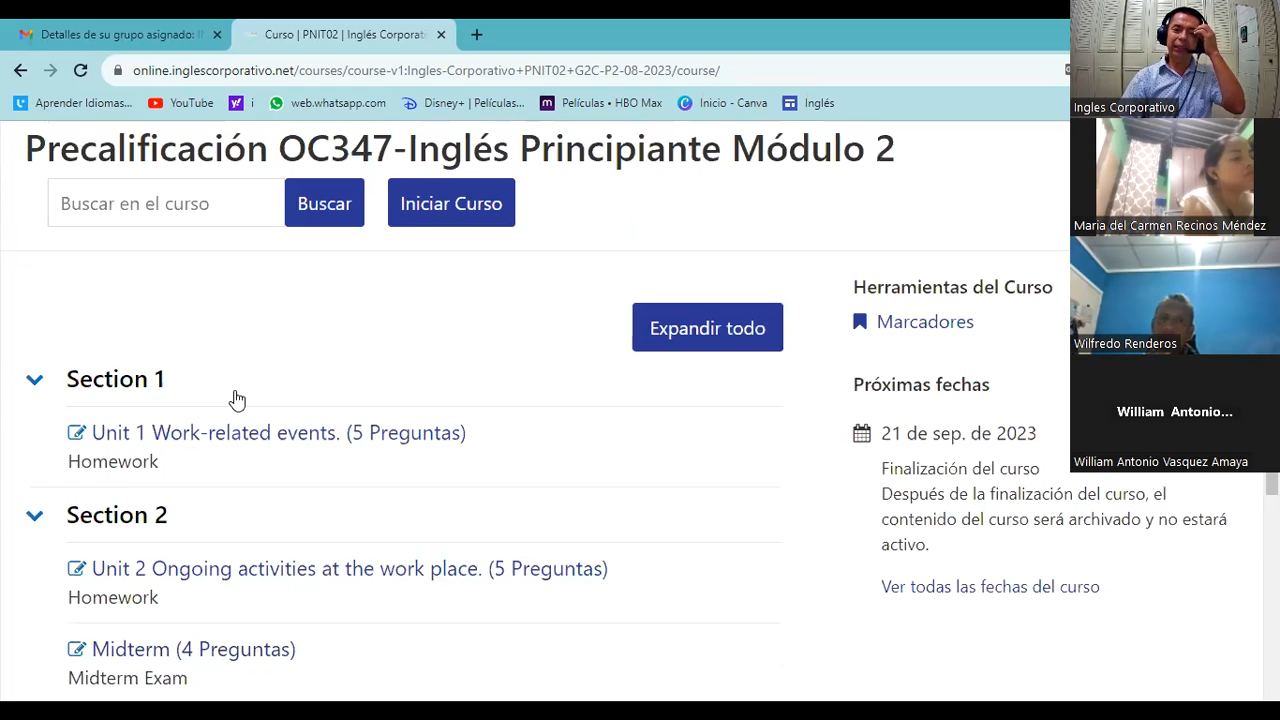 Detalles de su grupo asignado: I
Curso | PNIT02 | Inglés Corporat
online.inglescorporativo.net/courses/course-v1:Ingles-Corporativo+PNIT02+G2C-P2-08-2023/course/
Aprender idiomas...
YouTube
i
web.whatsapp.com
Disney+ | Películas...
Películas • HBO Max
Inicio - Canva
Inglés
Precalificación OC347-Inglés Principiante Módulo 2
Buscar en el curso
Buscar
Iniciar Curso
Expandir todo
Section 1
Unit 1 Work-related events. (5 Preguntas)
Homework
Section 2
Unit 2 Ongoing activities at the work place. (5 Preguntas)
Homework
Midterm (4 Preguntas)
Midterm Exam
Herramientas del Curso
Marcadores
Próximas fechas
21 de sep. de 2023
Finalización del curso
Después de la finalización del curso, el
contenido del curso será archivado y no estará
activo.
Ver todas las fechas del curso
Ingles Corporativo
Maria del Carmen Recinos Méndez
Wilfredo Renderos
William Antonio...
William Antonio Vasquez Amaya